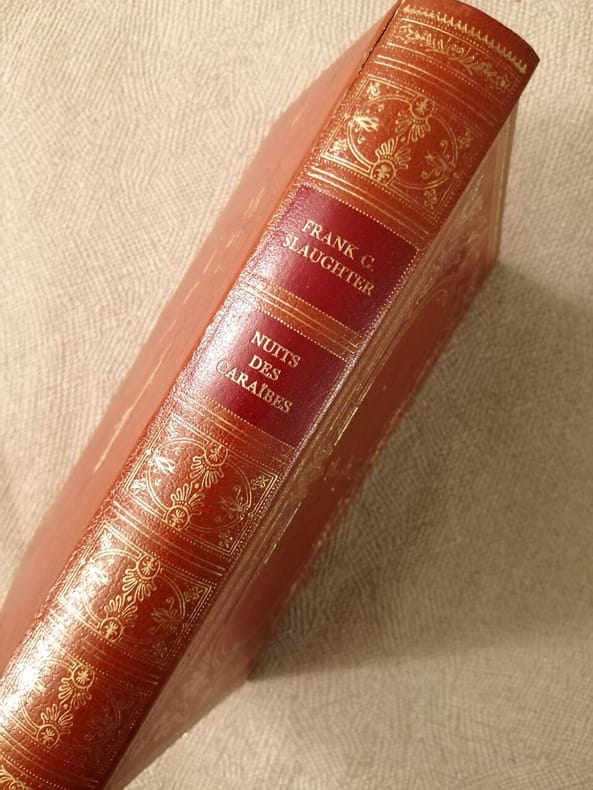 FRANK G.
SLAUGHTER
NUITS
DES
CARAÏBES